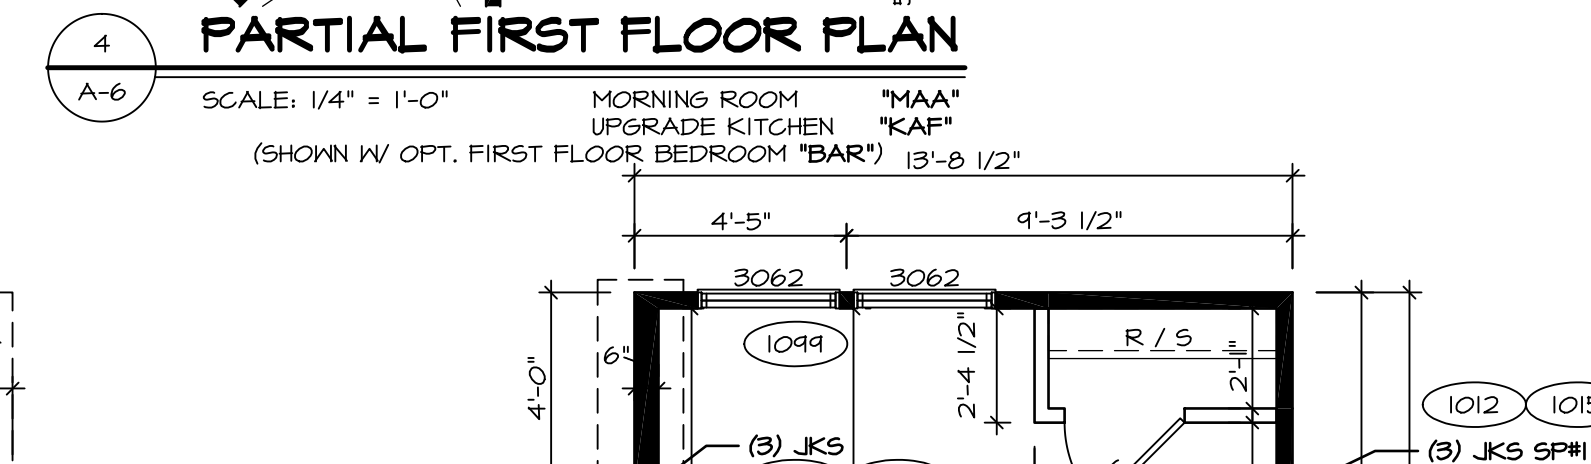 4
PARTIAL FIRST FLOOR PLAN
A-6
SCALE: 1/4" = 1'-0"
MORNING ROOM "MAA"
UPGRADE KITCHEN "KAF"
(SHOWN W/ OPT. FIRST FLOOR BEDROOM "BAR")
13'-8 1/2"
4'-5"
9'-3 1/2"
3062
3062
1099
R / S
6"
4'-0"
2'-4 1/2"
2'-1"
1012
(3) JKS
(3) JKS SP#1